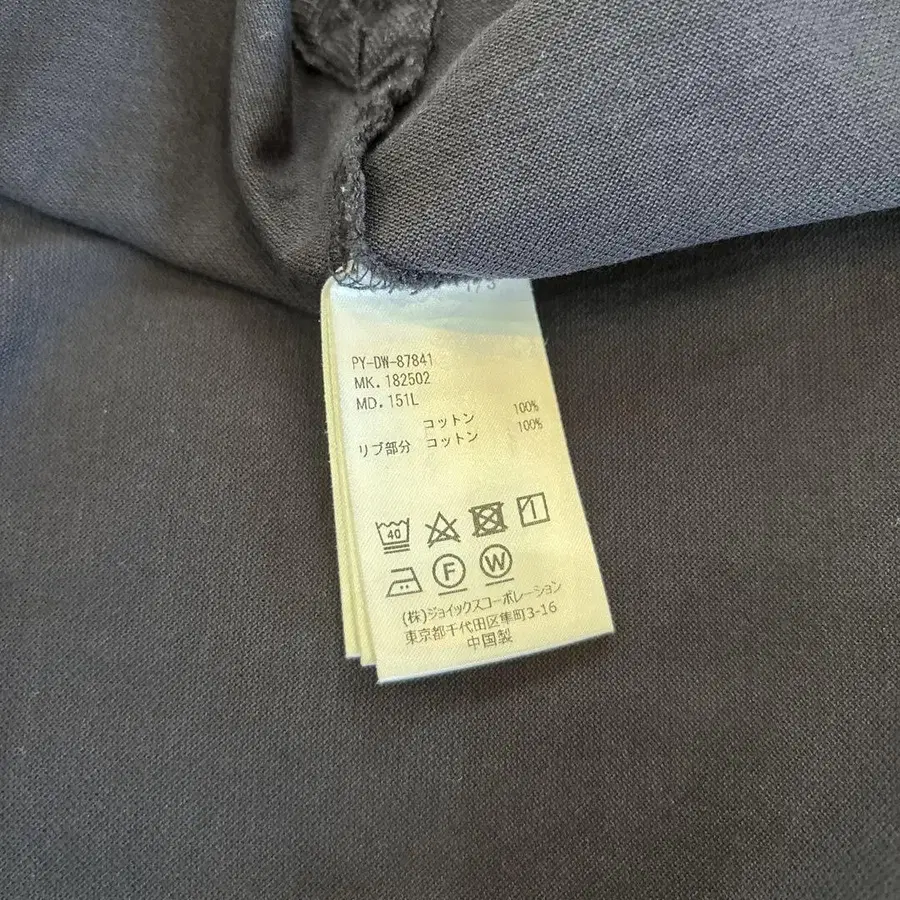 PY-DW-87841
MK. 182502
MD. 151L
コットン 100%
リブ部分 コットン 100%
40
F W
(株)ジョイックスコーポレーション
東京都千代田区隼町3-16
中国製